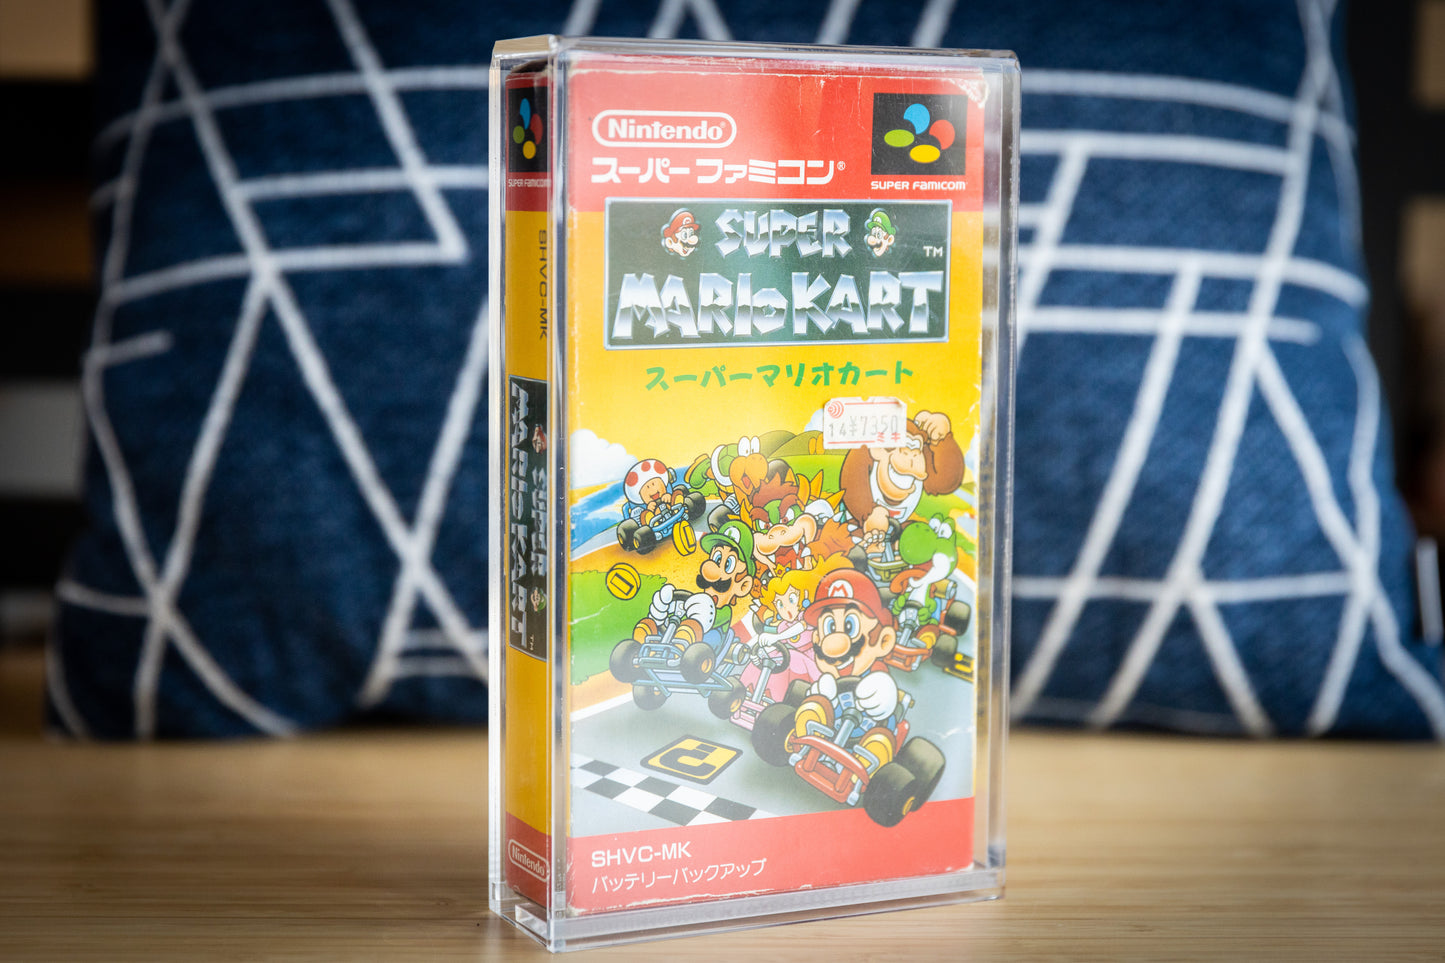 Nintendo®
スーパーファミコン®
SUPER FAMICOM
SUPER
MARIO KART
TM
スーパーマリオカート
14 ¥7350
M
SHVC-MK
バッテリーバックアップ
SUPER FAMICOM
SHVC-MK
SUPER
MARIO KART
TM
Nintendo